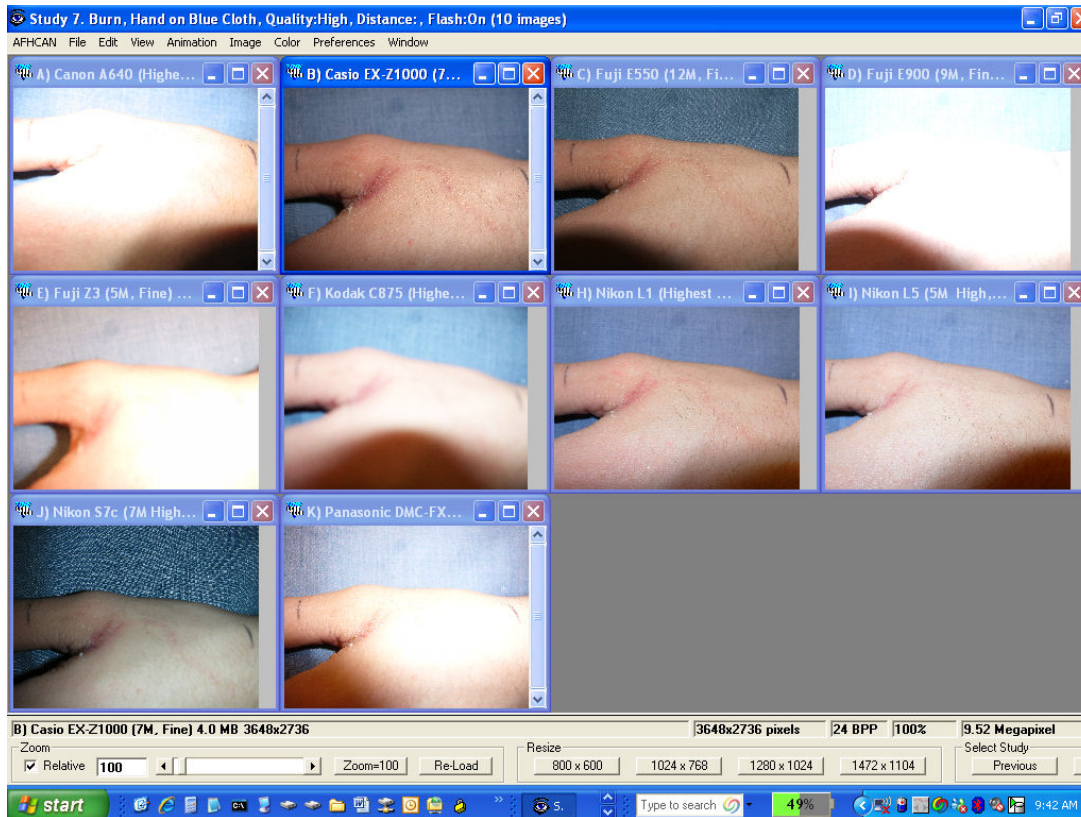 Study 7. Burn, Hand on Blue Cloth, Quality:High, Distance:, Flash:On (10 images)
AFHCAN File Edit View Animation Image Color Preferences Window
A) Canon A640 (Highe...
B) Casio EX-Z1000 (7...
C) Fuji E550 (12M, Fi...
D) Fuji E900 (9M, Fin...
E) Fuji Z3 (5M, Fine) ...
F) Kodak C875 (Highe...
H) Nikon L1 (Highest ...
I) Nikon L5 (5M High,...
J) Nikon S7c (7M High...
K) Panasonic DMC-FX...
B) Casio EX-Z1000 (7M, Fine) 4.0 MB 3648x2736 3648x2736 pixels 24 BPP 100% 9.52 Megapixel
Zoom Resize Select Study
Relative 100 Zoom=100 Re-Load 800 x 600 1024 x 768 1280 x 1024 1472 x 1104 Previous
start S. Type to search 49% 9:42 AM